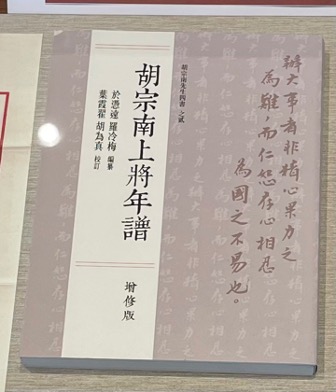 辦大事者非精心果力之
為難，而仁恕存心相忍
為國之不易也。
胡宗南先生四書 之貳
胡宗南上將年譜
增修版
於憑遠 羅冷梅 編纂
葉霞翟 胡為真 校訂